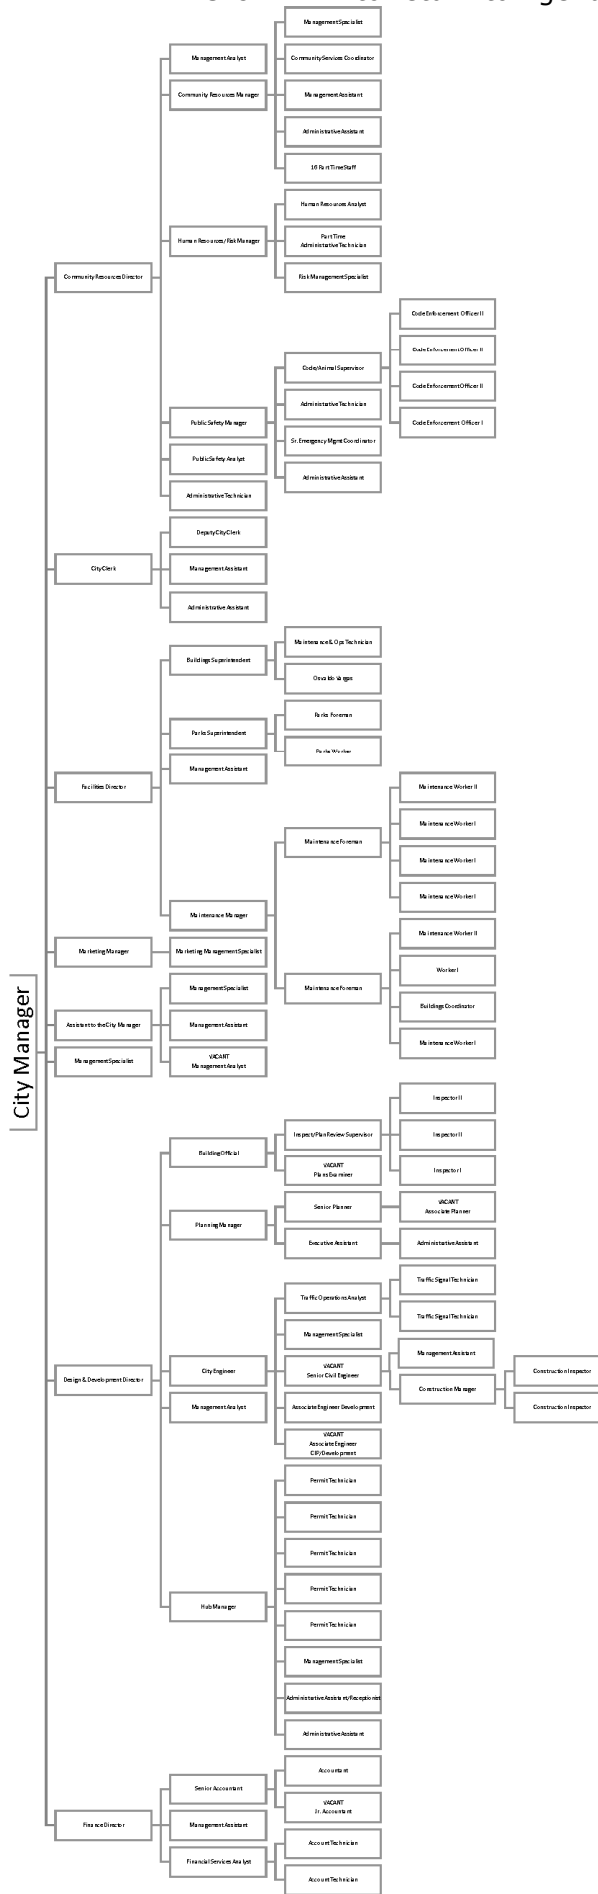 Management Specialist
Management Analyst
Community Services Coordinator
Community Resources Manager
Management Assistant
Administrative Assistant
16 Part Time Staff
Human Resources Analyst
Human Resources/Risk Manager
Part Time
Administrative Technician
Community Resources Director
Risk Management Specialist
Code Enforcement Officer II
Code Enforcement Officer II
Code/Animal Supervisor
Code Enforcement Officer II
Administrative Technician
Public Safety Manager
Code Enforcement Officer I
Sr. Emergency Mgmt Coordinator
Public Safety Analyst
Administrative Assistant
Administrative Technician
Deputy City Clerk
City Clerk
Management Assistant
Administrative Assistant
Maintenance & Ops Technician
Buildings Superintendent
Osvaldo Vargas
Parks Foreman
Parks Superintendent
Parks Worker
Management Assistant
Facilities Director
Maintenance Worker II
Maintenance Worker I
Maintenance Foreman
Maintenance Worker I
Maintenance Worker I
Maintenance Manager
Maintenance Worker II
Marketing Manager
Marketing Management Specialist
Worker I
Management Specialist
Maintenance Foreman
Buildings Coordinator
Assistant to the City Manager
Management Assistant
Maintenance Worker I
City Manager
Management Specialist
VACANT
Management Analyst
Inspector II
Inspect/Plan Review Supervisor
Inspector II
Building Official
VACANT
Plans Examiner
Inspector I
Senior Planner
VACANT
Associate Planner
Planning Manager
Executive Assistant
Administrative Assistant
Traffic Signal Technician
Traffic Operations Analyst
Traffic Signal Technician
Management Specialist
Management Assistant
Design & Development Director
City Engineer
VACANT
Senior Civil Engineer
Construction Manager
Construction Inspector
Management Analyst
Associate Engineer Development
Construction Inspector
VACANT
Associate Engineer
CIP/Development
Permit Technician
Permit Technician
Permit Technician
Permit Technician
Hub Manager
Permit Technician
Management Specialist
Administrative Assistant/Receptionist
Administrative Assistant
Accountant
Senior Accountant
VACANT
Jr. Accountant
Finance Director
Management Assistant
Account Technician
Financial Services Analyst
Account Technician